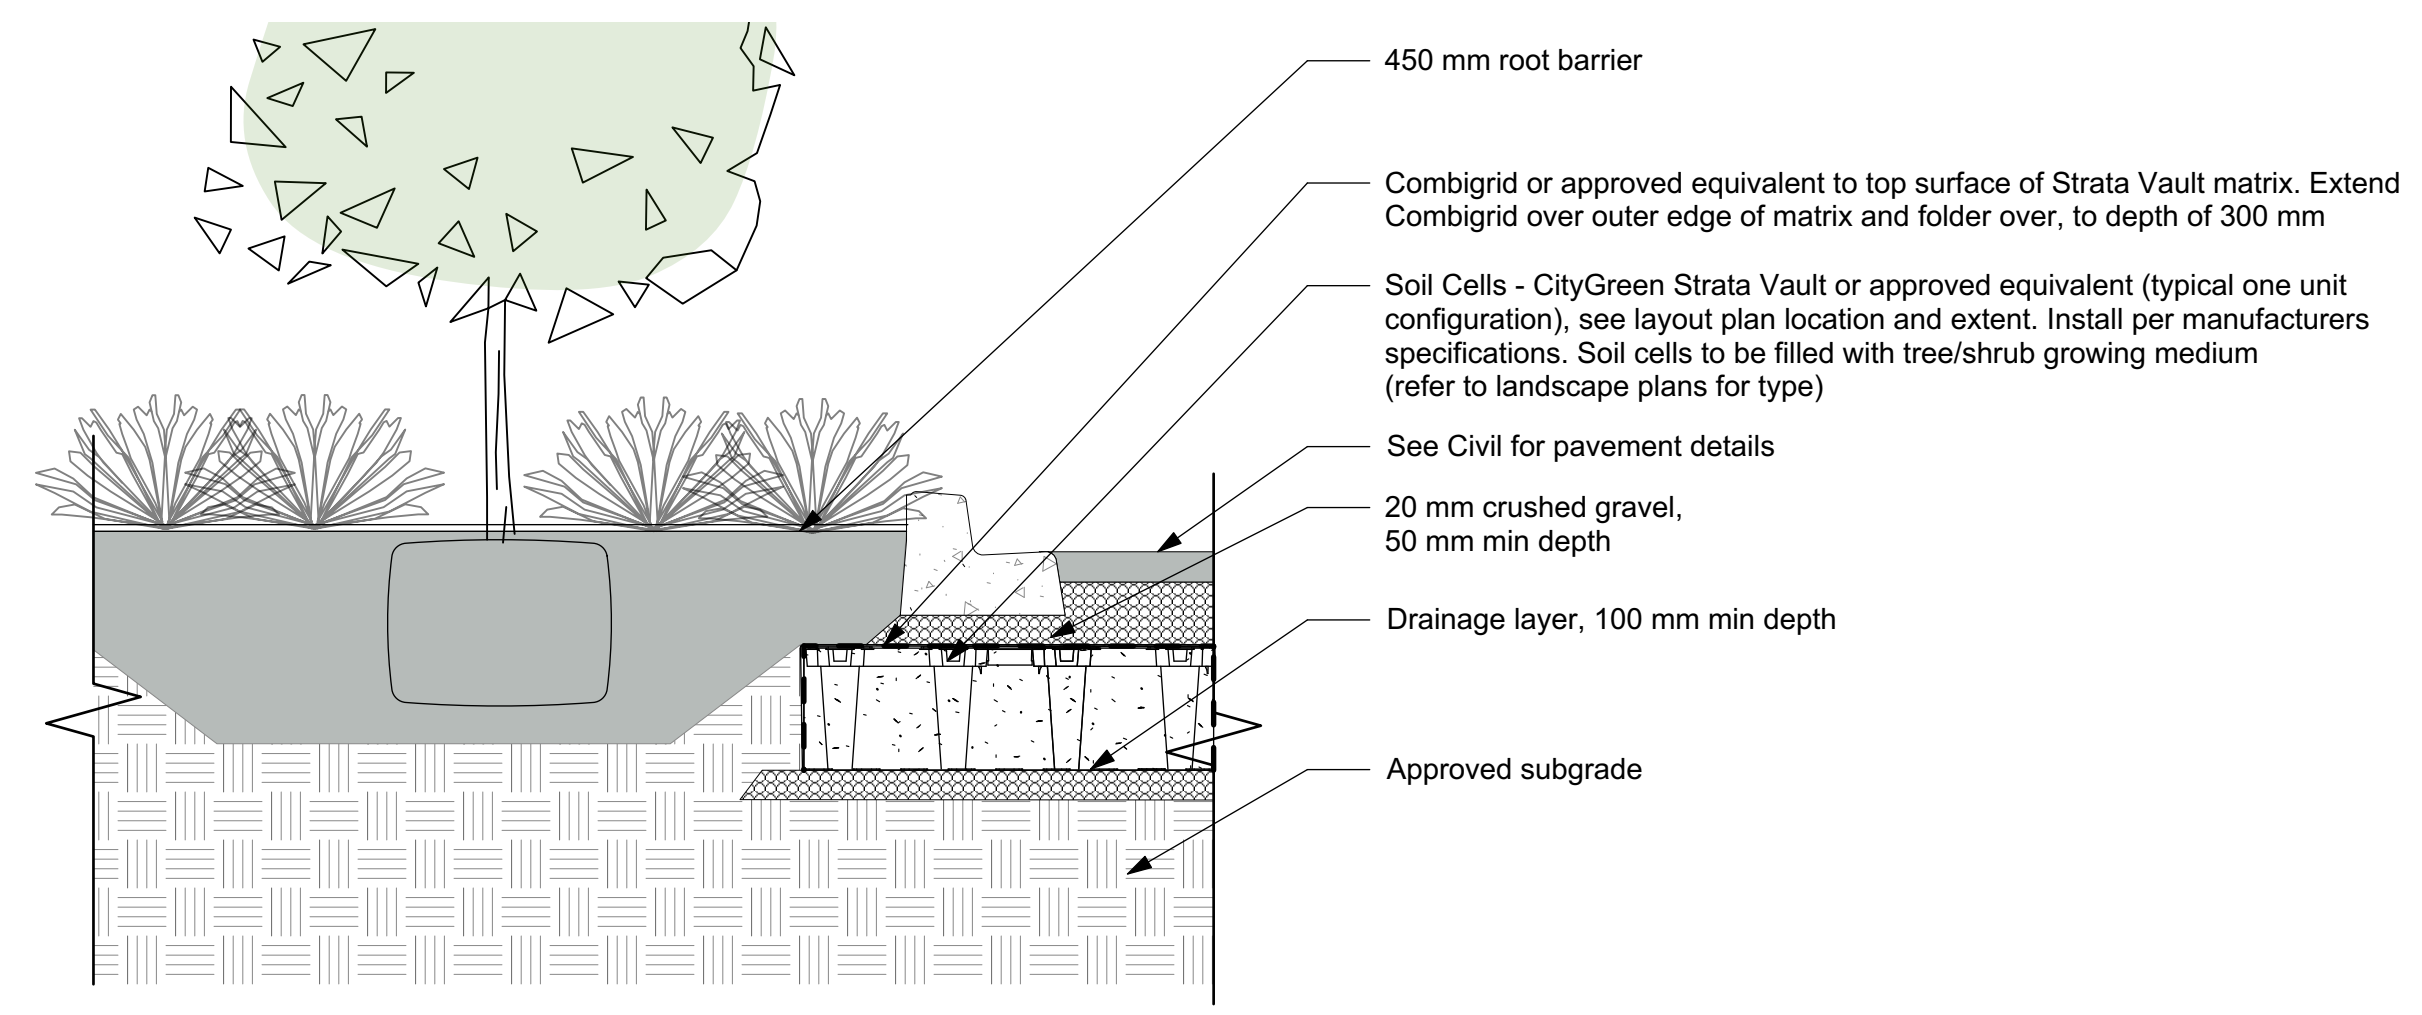 450 mm root barrier
Combigrid or approved equivalent to top surface of Strata Vault matrix. Extend
Combigrid over outer edge of matrix and folder over, to depth of 300 mm
Soil Cells - CityGreen Strata Vault or approved equivalent (typical one unit
configuration), see layout plan location and extent. Install per manufacturers
specifications. Soil cells to be filled with tree/shrub growing medium
(refer to landscape plans for type)
See Civil for pavement details
20 mm crushed gravel,
50 mm min depth
Drainage layer, 100 mm min depth
Approved subgrade